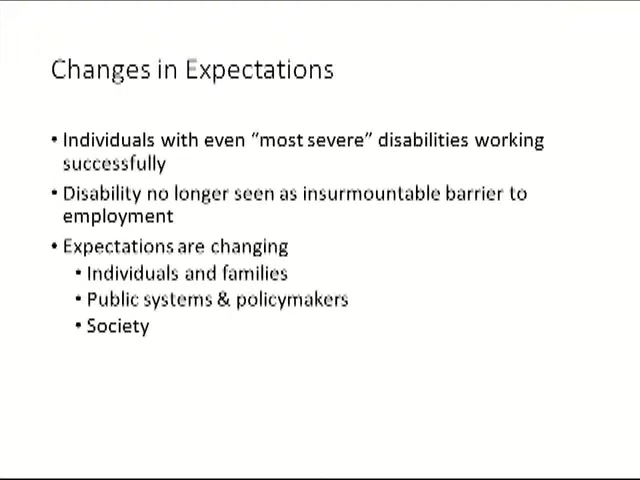 Changes in Expectations
• Individuals with even “most severe” disabilities working
successfully
• Disability no longer seen as insurmountable barrier to
employment
• Expectations are changing
• Individuals and families
• Public systems & policymakers
• Society